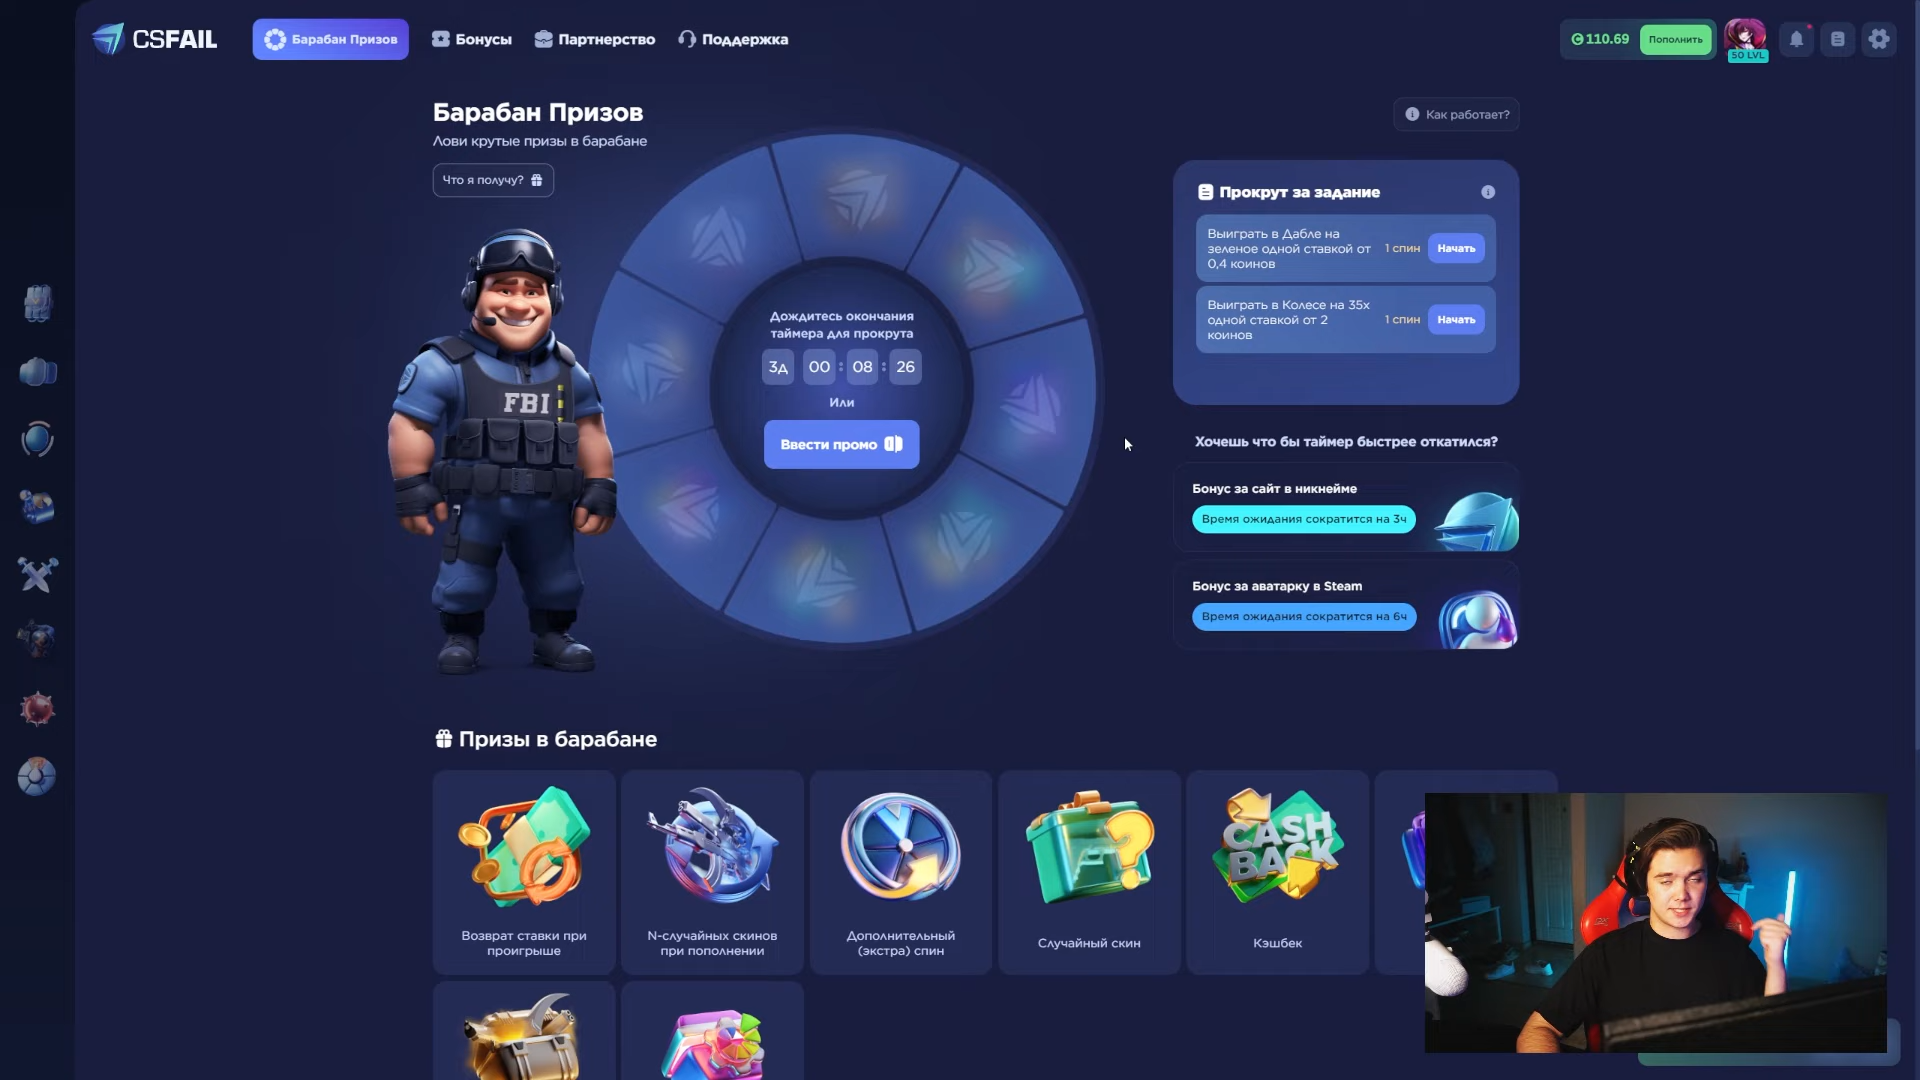 CSFAIL
Барабан Призов
Бонусы
Партнерство
Поддержка
110.69
Пополнить
50 LVL
Барабан Призов
Лови крутые призы в барабане
Что я получу?
Как работает?
FBI
Дождитесь окончания
таймера для прокрута
3д 00 : 08 : 26
Или
Ввести промо
Прокрут за задание
Выиграть в Дабле на
зеленое одной ставкой от
0,4 коинов
1 спин
Начать
Выиграть в Колесе на 35x
одной ставкой от 2
коинов
1 спин
Начать
Хочешь что бы таймер быстрее откатился?
Бонус за сайт в никнейме
Время ожидания сократится на 3ч
Бонус за аватарку в Steam
Время ожидания сократится на 6ч
Призы в барабане
CASH
BACK
Возврат ставки при
проигрыше
N-случайных скинов
при пополнении
Дополнительный
(экстра) спин
Случайный скин
Кэшбек